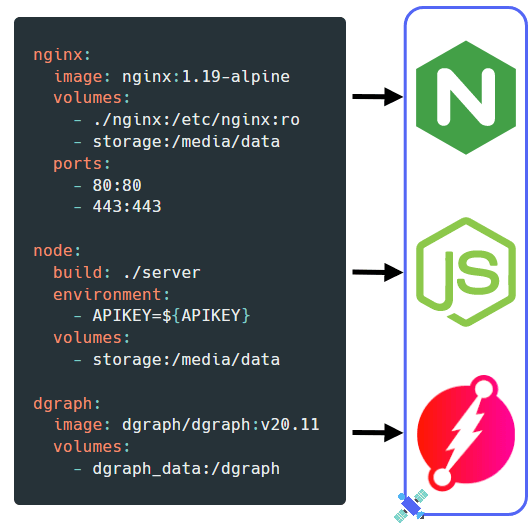 nginx:
  image: nginx:1.19-alpine
  volumes:
    - ./nginx:/etc/nginx:ro
    - storage:/media/data
  ports:
    - 80:80
    - 443:443
node:
  build: ./server
  environment:
    - APIKEY=${APIKEY}
  volumes:
    - storage:/media/data
dgraph:
  image: dgraph/dgraph:v20.11
  volumes:
    - dgraph_data:/dgraph
N
JS